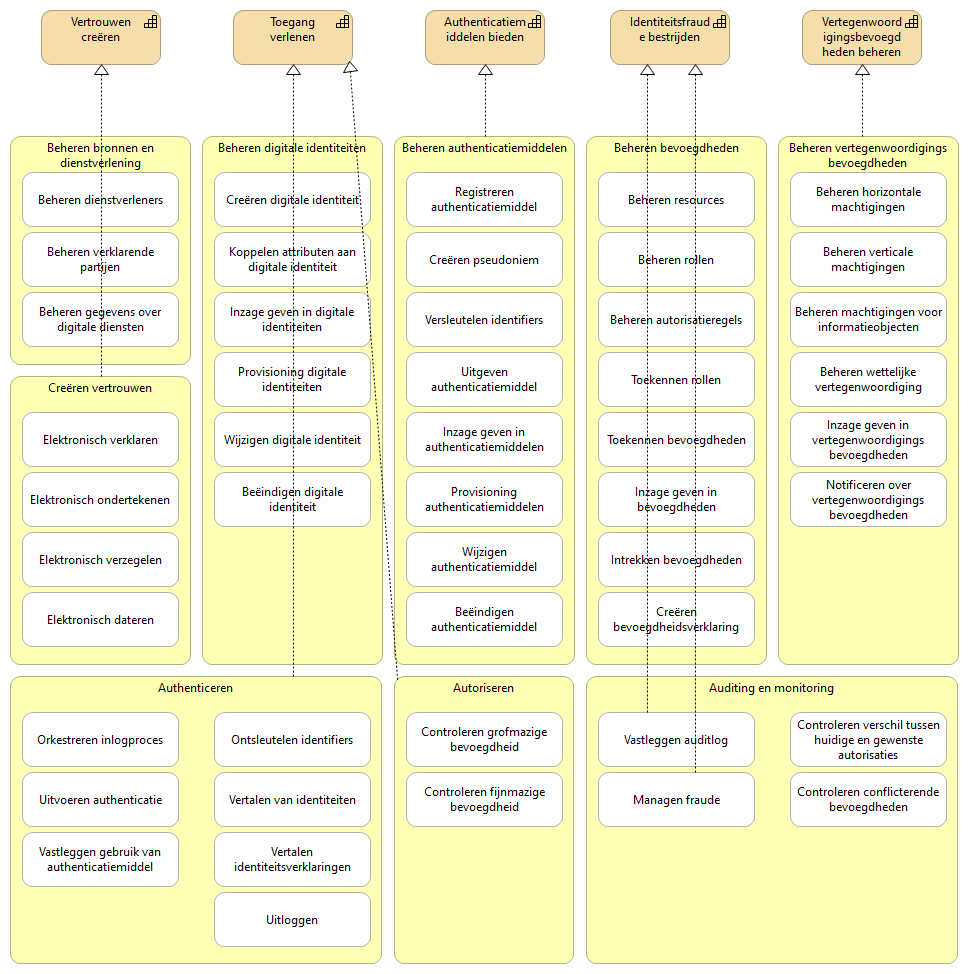 Vertrouwen
creëren
Toegang
verlenen
Authenticatiem
iddelen bieden
Identiteitsfraud
e bestrijden
Vertegenwoord
igingsbevoegd
heden beheren
Beheren bronnen en
dienstverlening
Beheren dienstverleners
Beheren verklarende
partijen
Beheren gegevens over
digitale diensten
Creëren vertrouwen
Elektronisch verklaren
Elektronisch ondertekenen
Elektronisch verzegelen
Elektronisch dateren
Beheren digitale identiteiten
Creëren digitale identiteit
Koppelen attributen aan
digitale identiteit
Inzage geven in digitale
identiteiten
Provisioning digitale
identiteiten
Wijzigen digitale identiteit
Beëindigen digitale
identiteit
Beheren authenticatiemiddelen
Registreren
authenticatiemiddel
Creëren pseudoniem
Versleutelen identifiers
Uitgeven
authenticatiemiddel
Inzage geven in
authenticatiemiddelen
Provisioning
authenticatiemiddelen
Wijzigen
authenticatiemiddel
Beëindigen
authenticatiemiddel
Beheren bevoegdheden
Beheren resources
Beheren rollen
Beheren autorisatieregels
Toekennen rollen
Toekennen bevoegdheden
Inzage geven in
bevoegdheden
Intrekken bevoegdheden
Creëren
bevoegdheidsverklaring
Beheren vertegenwoordigings
bevoegdheden
Beheren horizontale
machtigingen
Beheren verticale
machtigingen
Beheren machtigingen voor
informatieobjecten
Beheren wettelijke
vertegenwoordiging
Inzage geven in
vertegenwoordigings
bevoegdheden
Notificeren over
vertegenwoordigings
bevoegdheden
Authenticeren
Orkestreren inlogproces
Uitvoeren authenticatie
Vastleggen gebruik van
authenticatiemiddel
Ontsleutelen identifiers
Vertalen van identiteiten
Vertalen
identiteitsverklaringen
Uitloggen
Autoriseren
Controleren grofmazige
bevoegdheid
Controleren fijnmazige
bevoegdheid
Auditing en monitoring
Vastleggen auditlog
Managen fraude
Controleren verschil tussen
huidige en gewenste
autorisaties
Controleren conflicterende
bevoegdheden